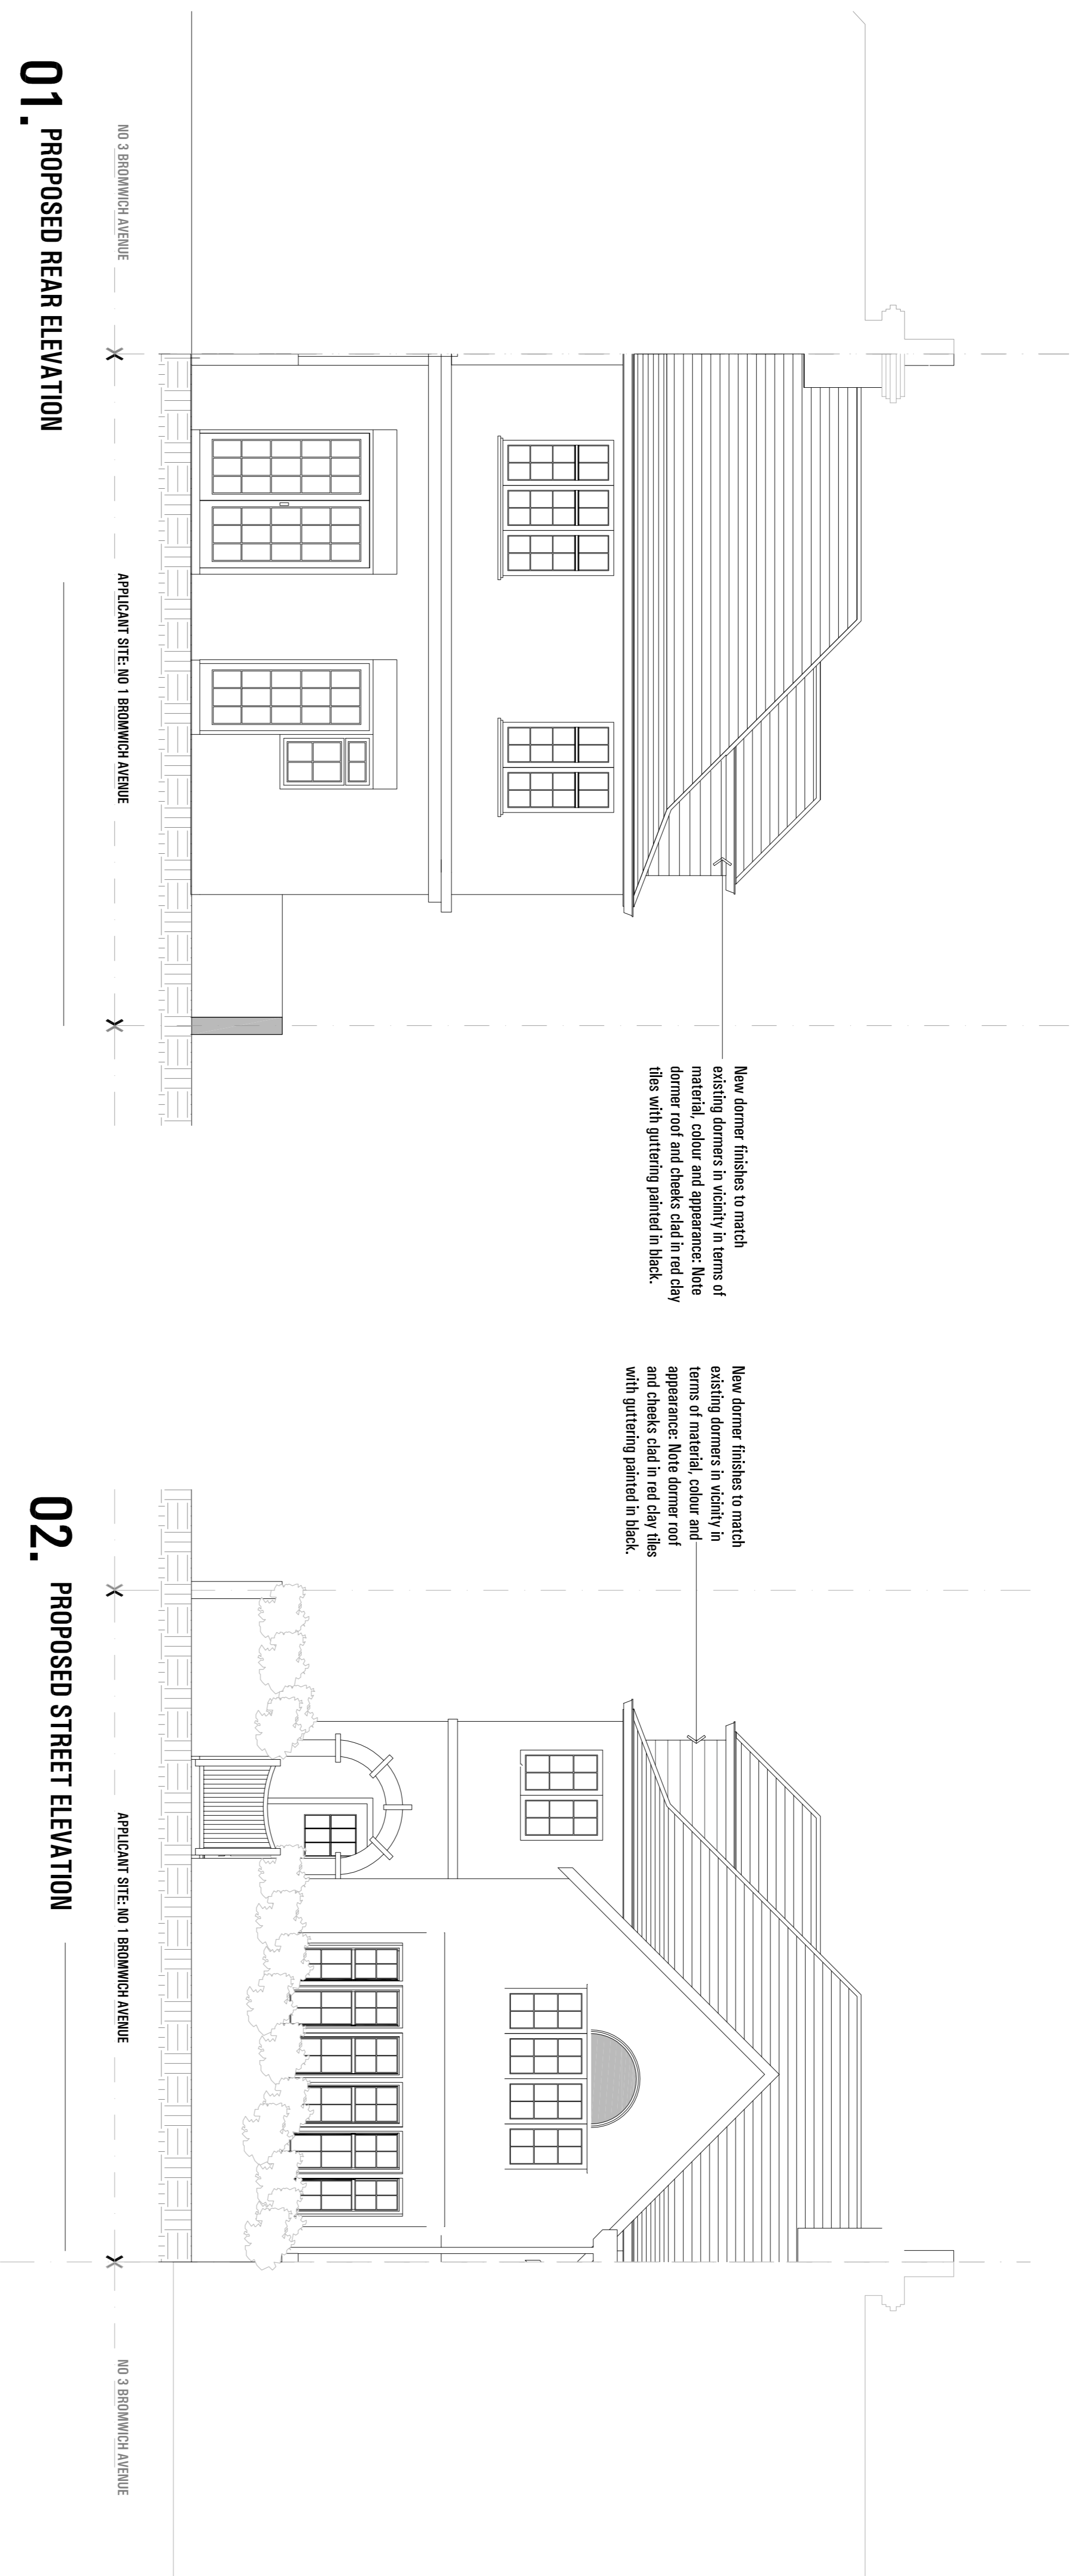 New dormer finishes to match
existing dormers in vicinity in terms of
material, colour and appearance: Note
dormer roof and cheeks clad in red clay
tiles with guttering painted in black.
NO 3 BROMWICH AVENUE
APPLICANT SITE: NO 1 BROMWICH AVENUE
01. PROPOSED REAR ELEVATION
New dormer finishes to match
existing dormers in vicinity in
terms of material, colour and
appearance: Note dormer roof
and cheeks clad in red clay tiles
with guttering painted in black.
APPLICANT SITE: NO 1 BROMWICH AVENUE
NO 3 BROMWICH AVENUE
02. PROPOSED STREET ELEVATION